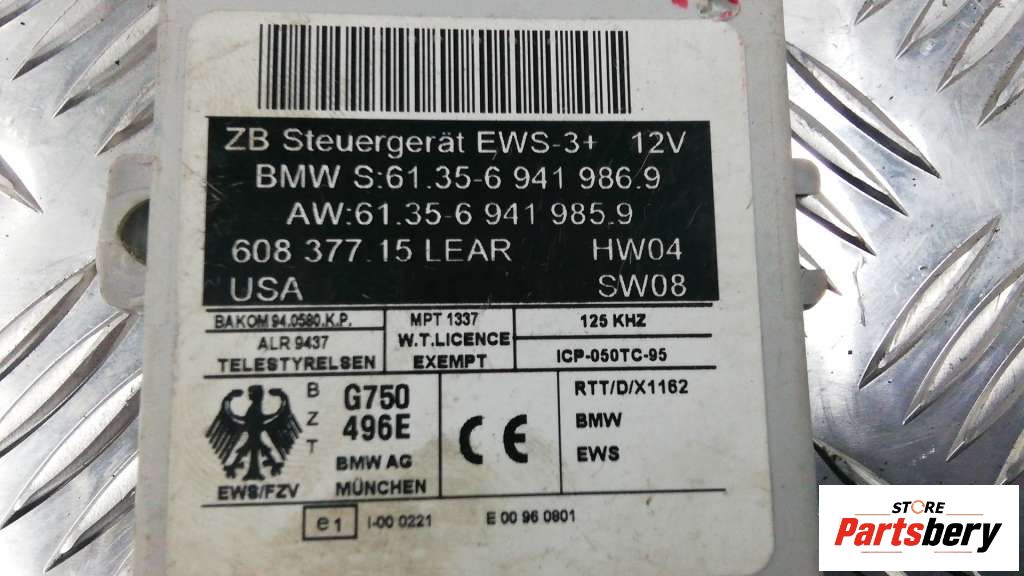 ZB Steuergerät EWS-3+ 12V
BMW S:61.35-6 941 986.9
AW:61.35-6 941 985.9
608 377 15 LEAR HW04
USA SW08
BAKOM 94.0580.K.P.
ALR 9437
TELESTYRELSEN
MPT 1337
W.T.LICENCE
EXEMPT
125 KHZ
ICP-050TC-95
BZT
G750
496E
BMW AG
MÜNCHEN
EWS/FZV
CE
RTT/D/X1162
BMW
EWS
e1 I-00 0221 E 00 96 0801
STORE
Partsbery